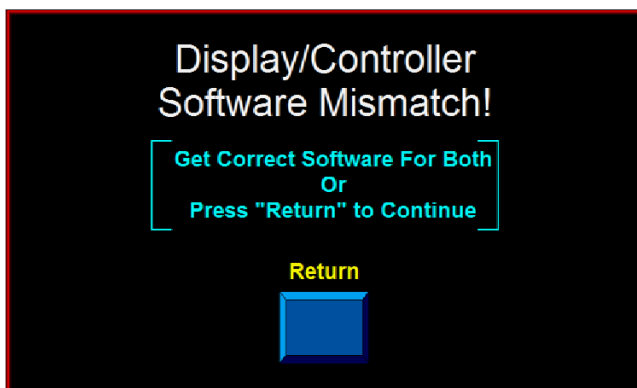 Display/Controller
Software Mismatch!
Get Correct Software For Both
Or
Press "Return" to Continue
Return